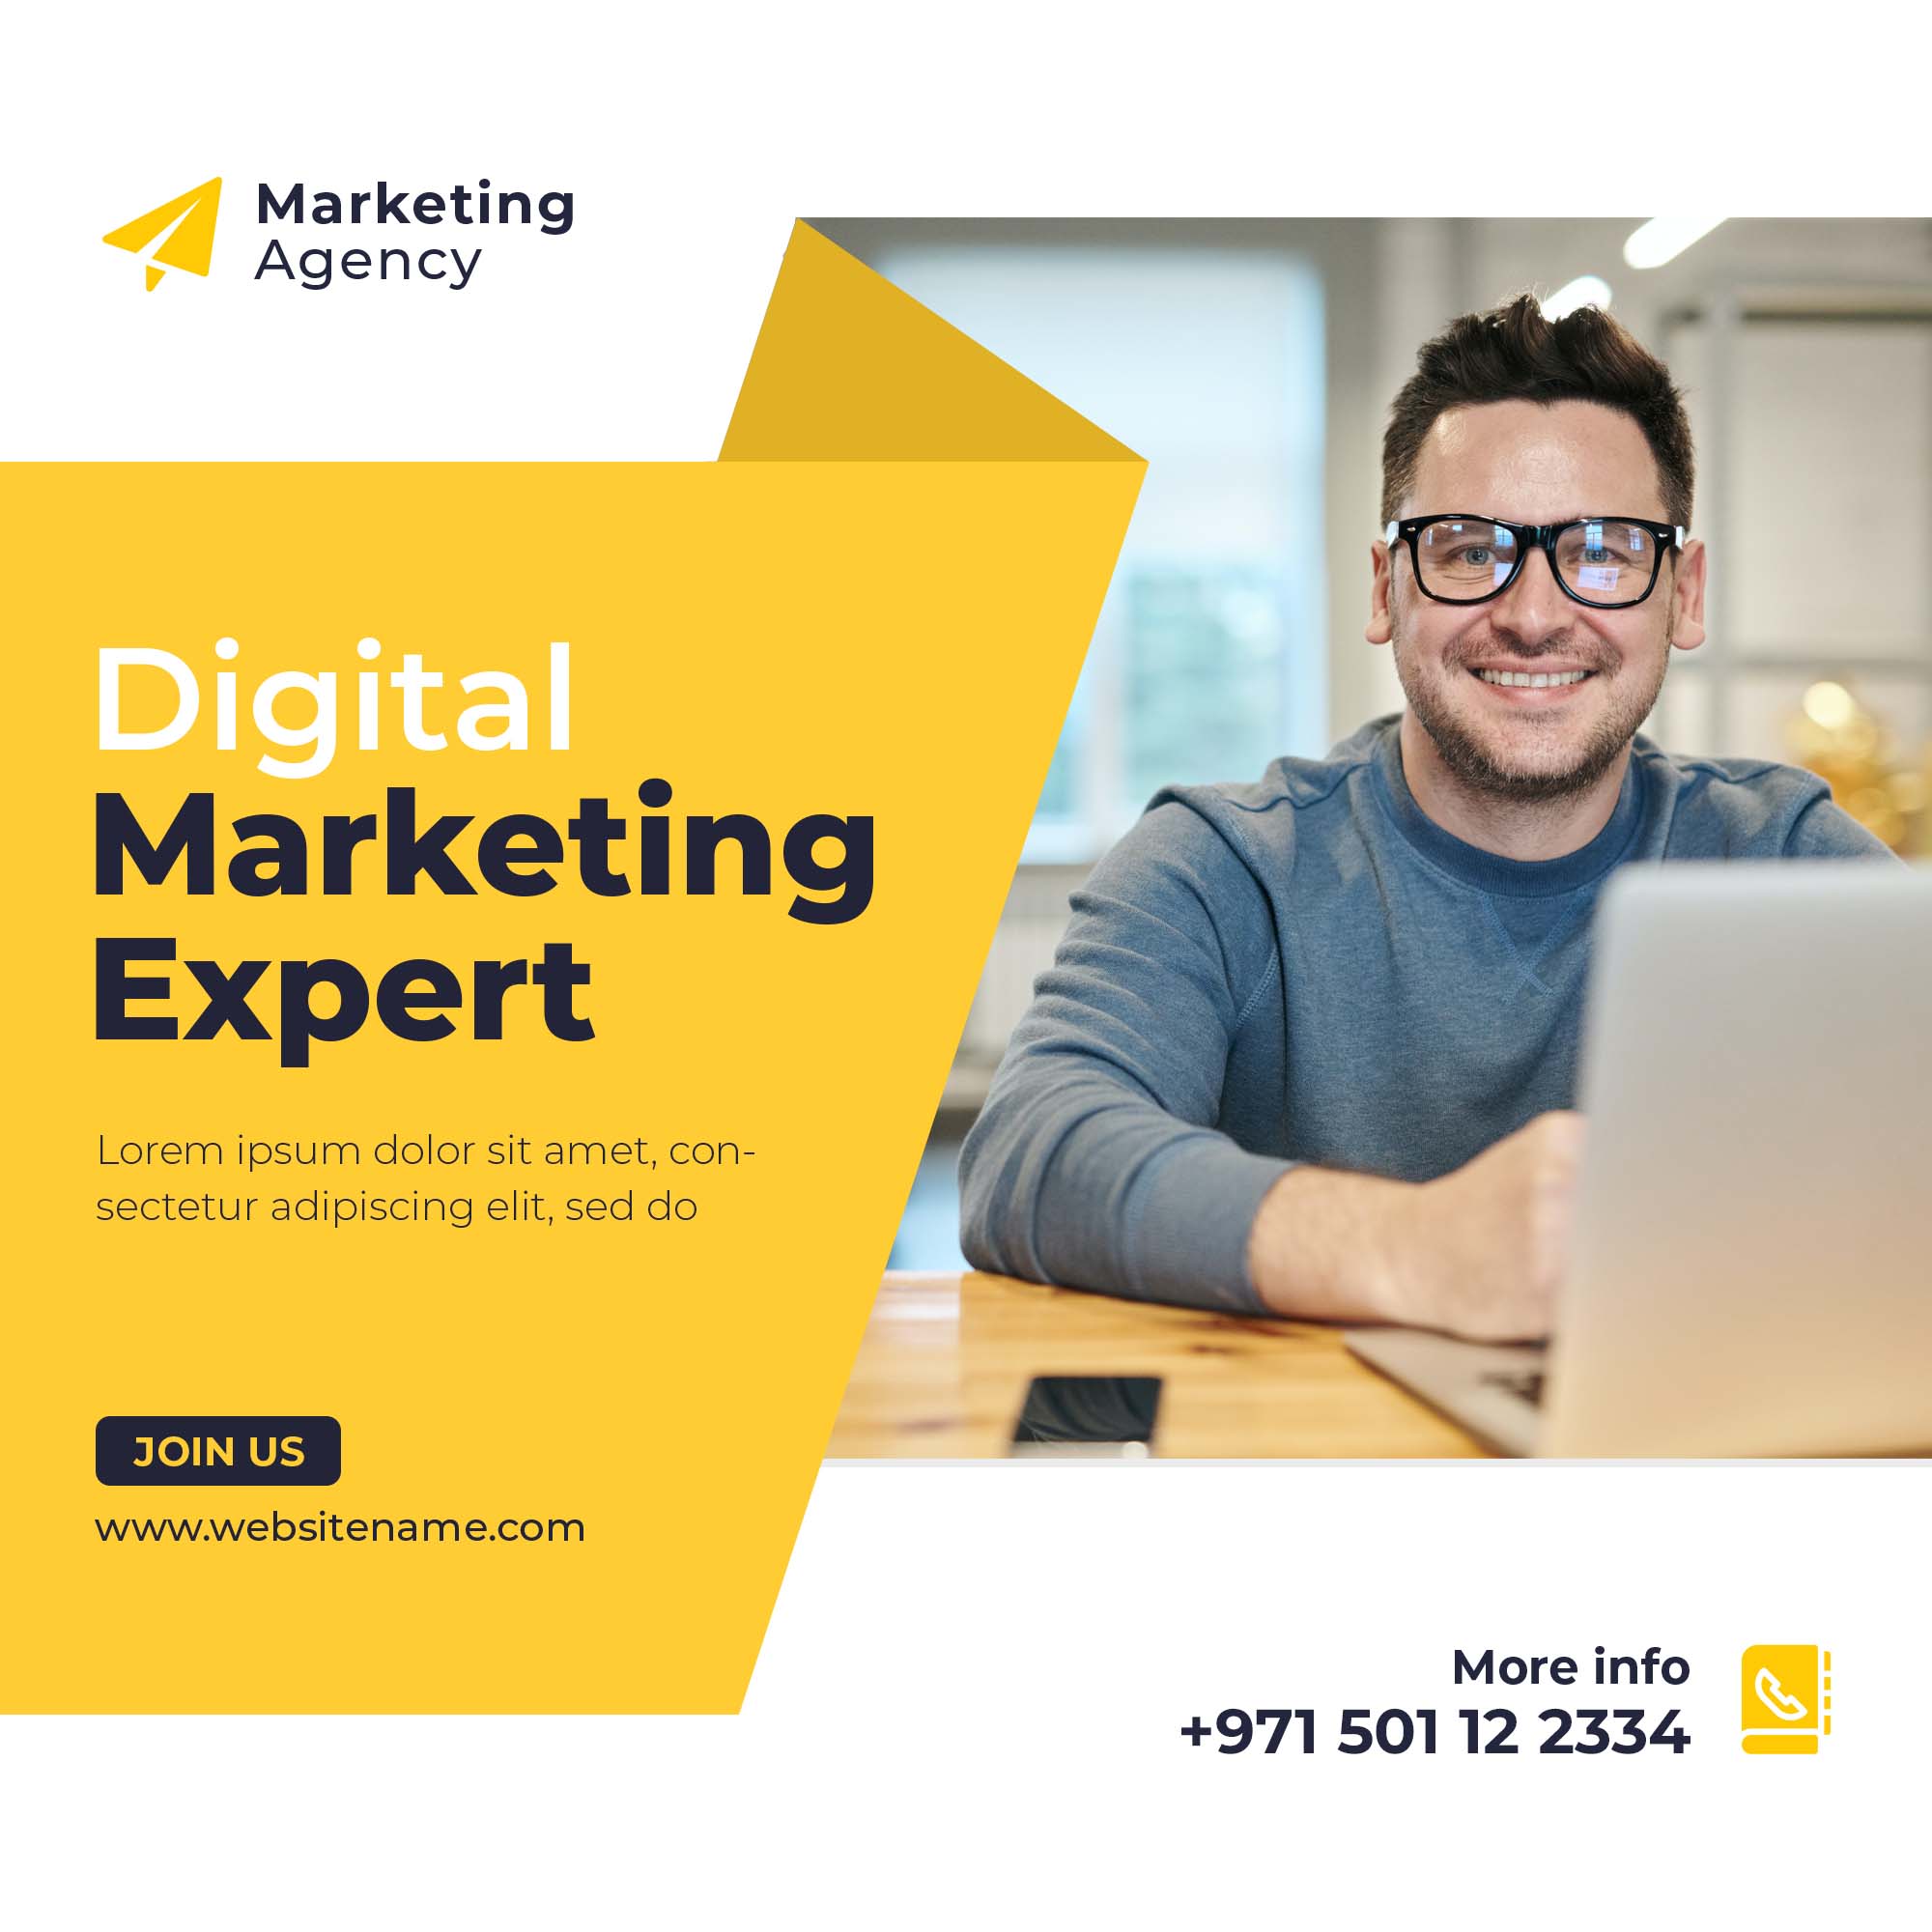 Marketing
Agency
Digital
Marketing
Expert
Lorem ipsum dolor sit amet, con-
sectetur adipiscing elit, sed do
JOIN US
www.websitename.com
More info
+971 501 12 2334